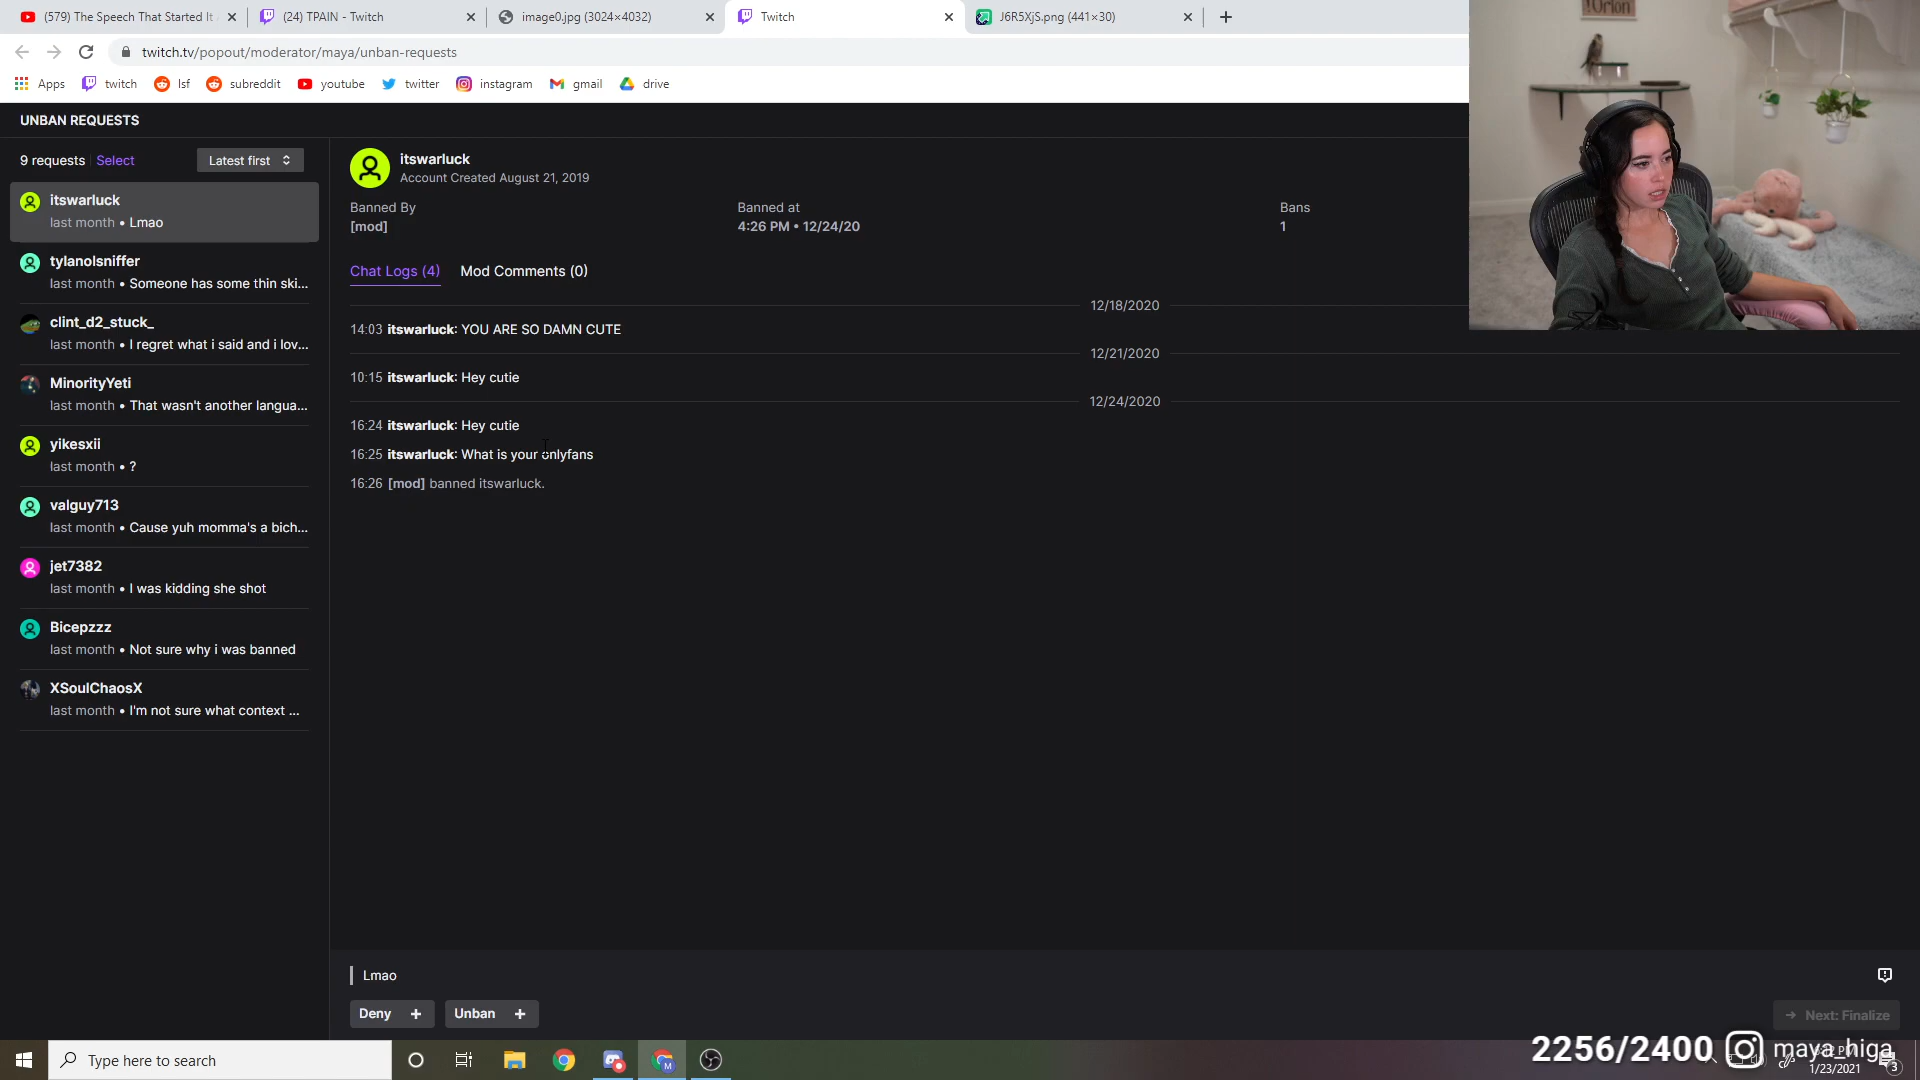 (579) The Speech That Started It
(24) TPAIN - Twitch
image0.jpg (3024×4032)
Twitch
J6R5XjS.png (441×30)
twitch.tv/popout/moderator/maya/unban-requests
Apps
twitch
lsf
subreddit
youtube
twitter
instagram
gmail
drive
UNBAN REQUESTS
9 requests
Select
Latest first
itswarluck
last month • Lmao
tylanolsniffer
last month • Someone has some thin ski...
clint_d2_stuck_
last month • I regret what i said and i lov...
MinorityYeti
last month • That wasn't another langua...
yikesxii
last month • ?
valguy713
last month • Cause yuh momma's a bich...
jet7382
last month • I was kidding she shot
Bicepzzz
last month • Not sure why i was banned
XSoulChaosX
last month • I'm not sure what context ...
itswarluck
Account Created August 21, 2019
Banned By
[mod]
Banned at
4:26 PM • 12/24/20
Bans
1
Chat Logs (4)
Mod Comments (0)
12/18/2020
14:03 itswarluck: YOU ARE SO DAMN CUTE
12/21/2020
10:15 itswarluck: Hey cutie
12/24/2020
16:24 itswarluck: Hey cutie
16:25 itswarluck: What is your onlyfans
16:26 [mod] banned itswarluck.
Lmao
Deny +
Unban +
Next: Finalize
Orion
Type here to search
2256/2400
maya_higa
1/23/2021
3